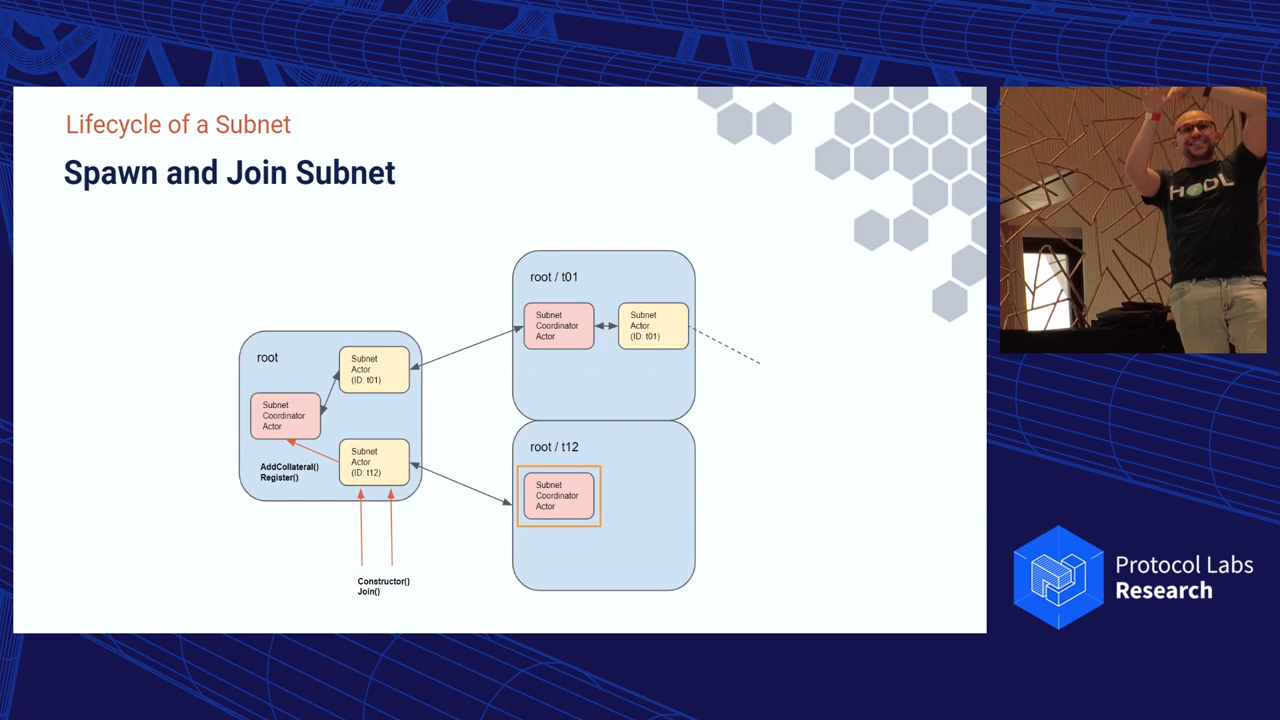 Lifecycle of a Subnet
Spawn and Join Subnet
root / t01
Subnet
Coordinator
Actor
Subnet
Actor
(ID: t01)
root
Subnet
Actor
(ID: t01)
Subnet
Coordinator
Actor
Subnet
Actor
(ID: t12)
AddCollateral()
Register()
root / t12
Subnet
Coordinator
Actor
Constructor()
Join()
HODL
Protocol Labs
Research